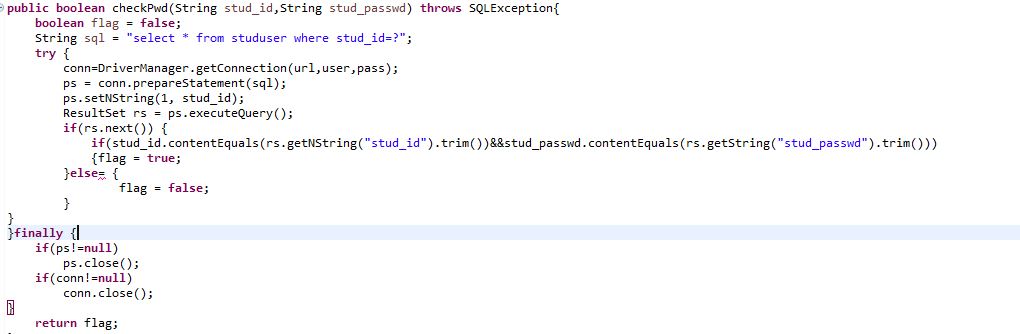 public boolean checkPwd(String stud_id,String stud_passwd) throws SQLException{
    boolean flag = false;
    String sql = "select * from studuser where stud_id=?";
    try {
        conn=DriverManager.getConnection(url,user,pass);
        ps = conn.prepareStatement(sql);
        ps.setNString(1, stud_id);
        ResultSet rs = ps.executeQuery();
        if(rs.next()) {
            if(stud_id.contentEquals(rs.getNString("stud_id").trim())&&stud_passwd.contentEquals(rs.getString("stud_passwd").trim()))
            {flag = true;
        }else= {
                flag = false;
        }
}
}finally {
    if(ps!=null)
        ps.close();
    if(conn!=null)
        conn.close();
}
    return flag;